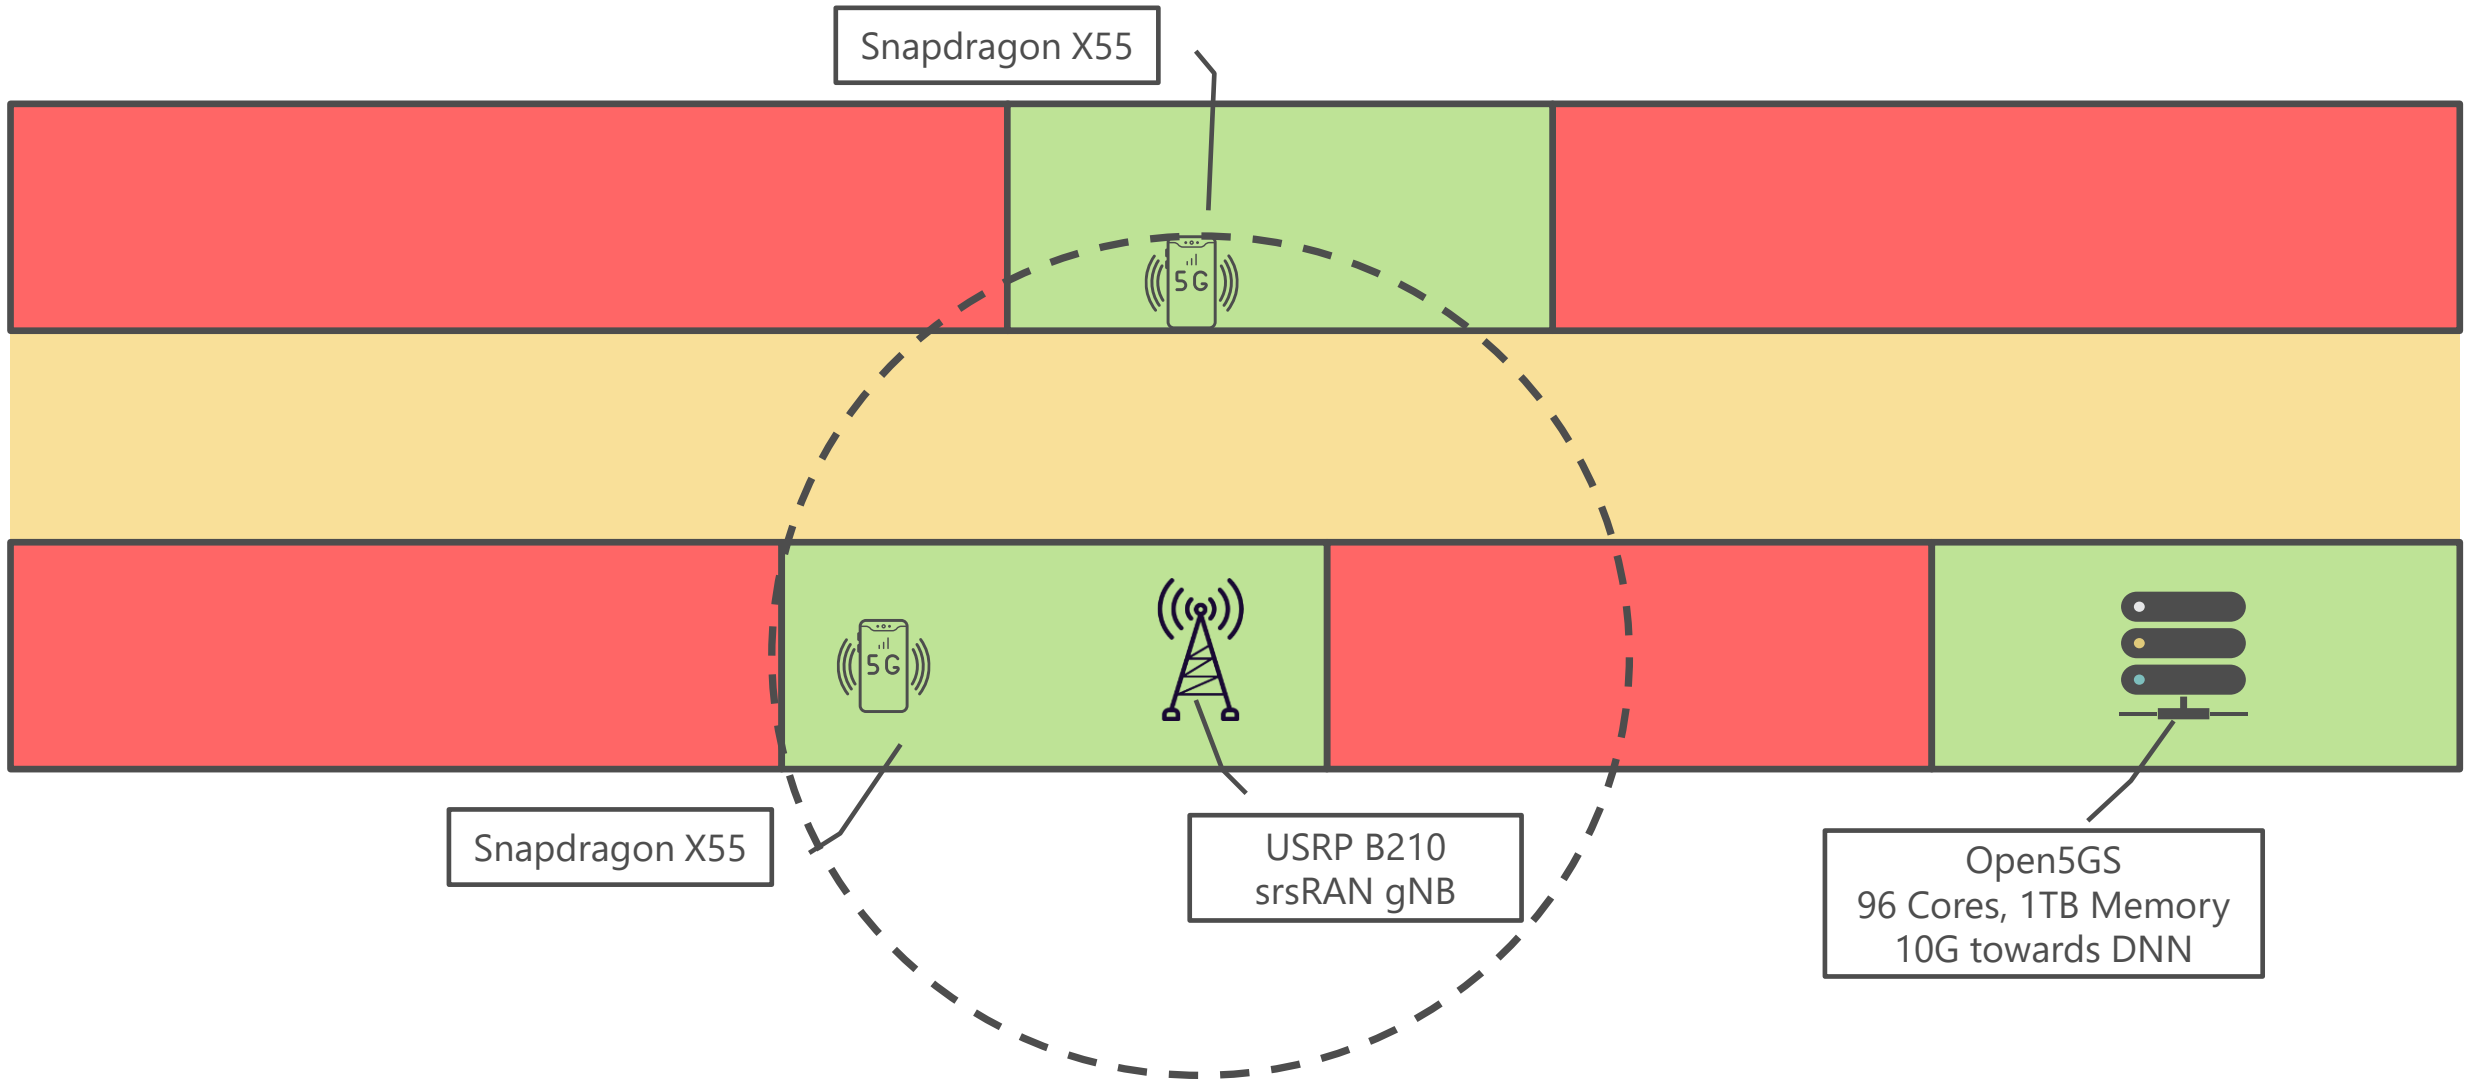 Snapdragon X55
5G
5G
Snapdragon X55
USRP B210
srsRAN gNB
Open5GS
96 Cores, 1TB Memory
10G towards DNN